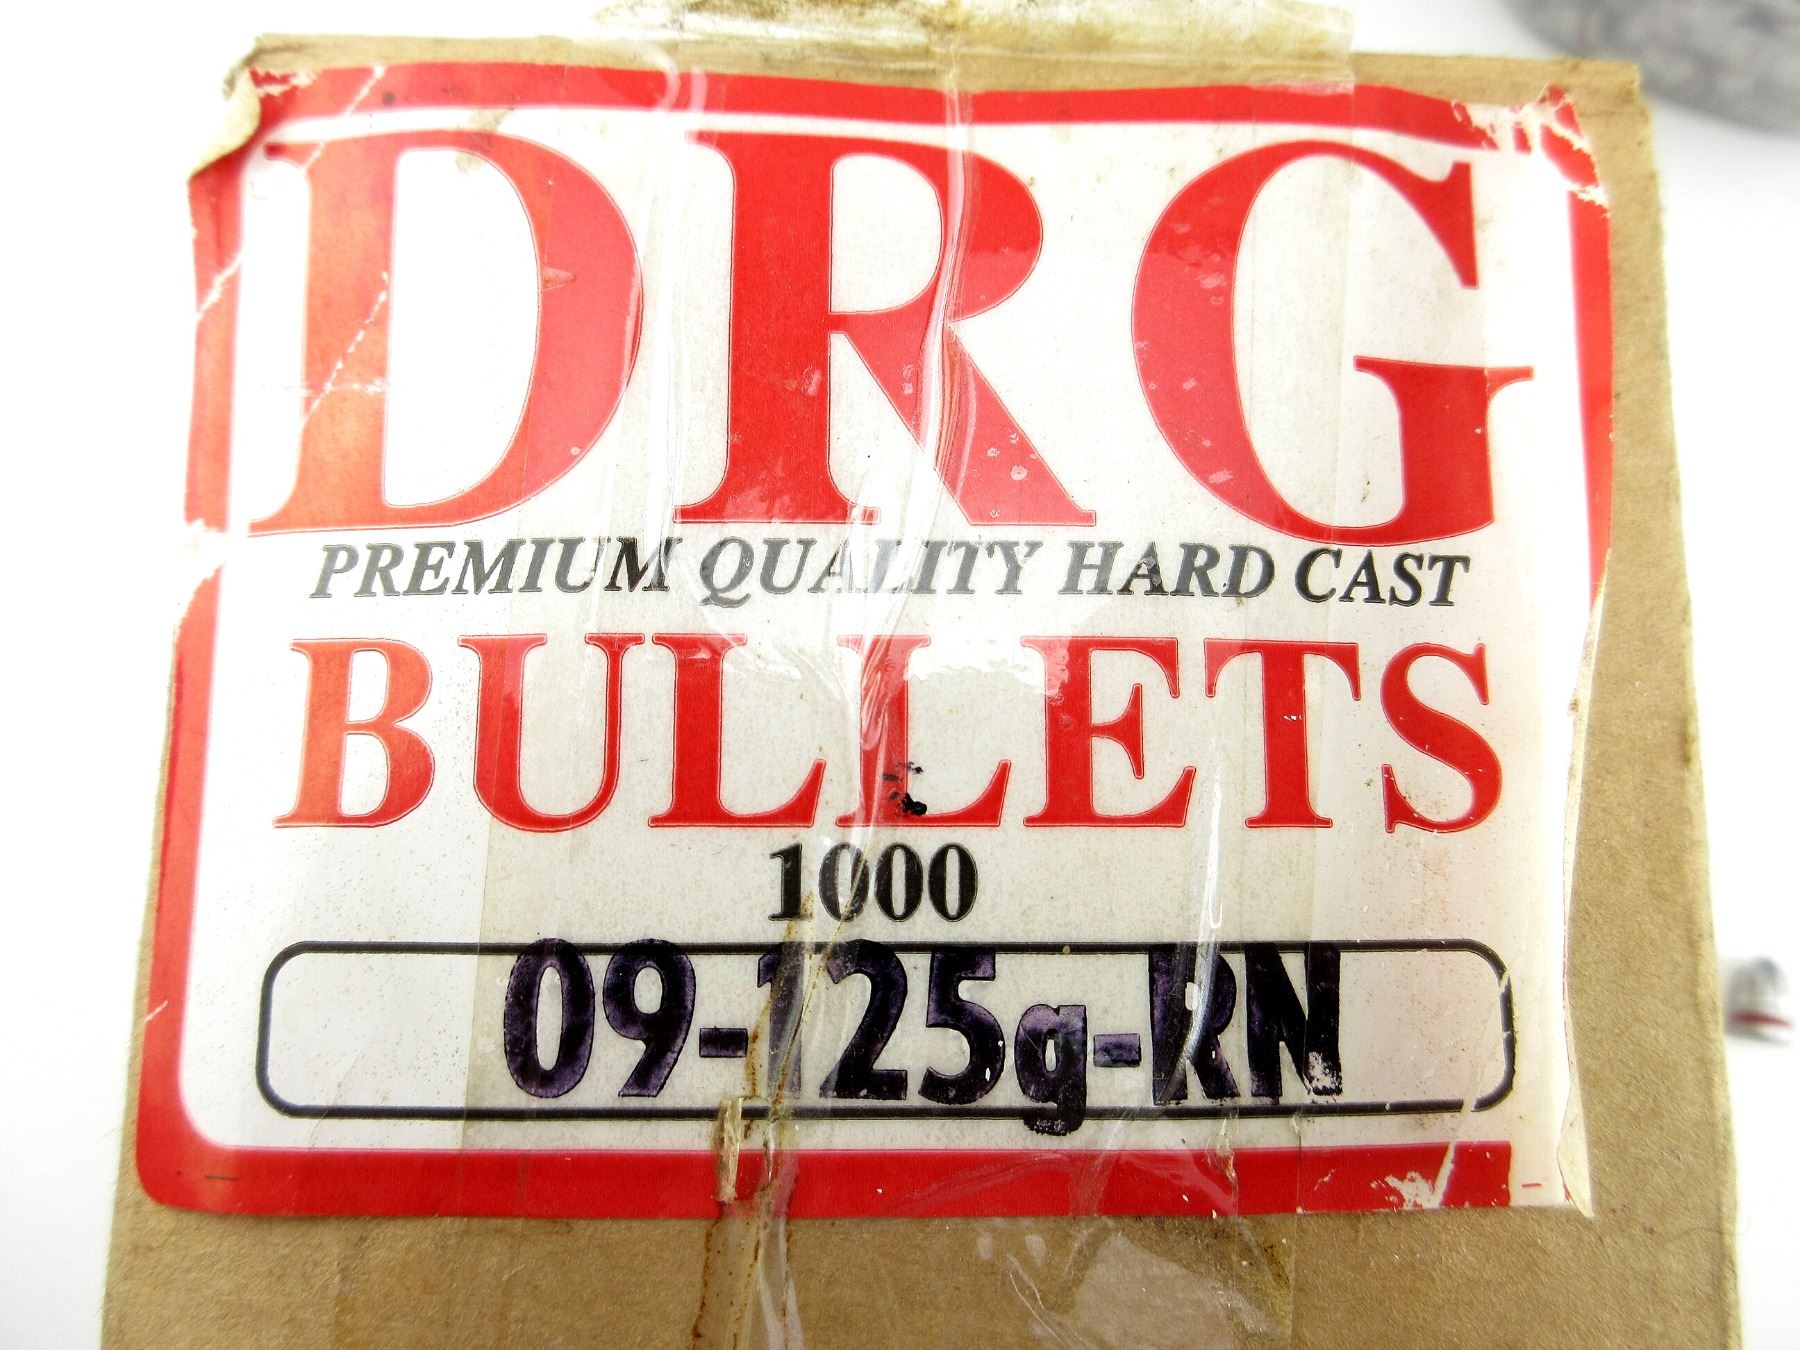 DRG
PREMIUM QUALITY HARD CAST
BULLETS
1000
09-125g-RN